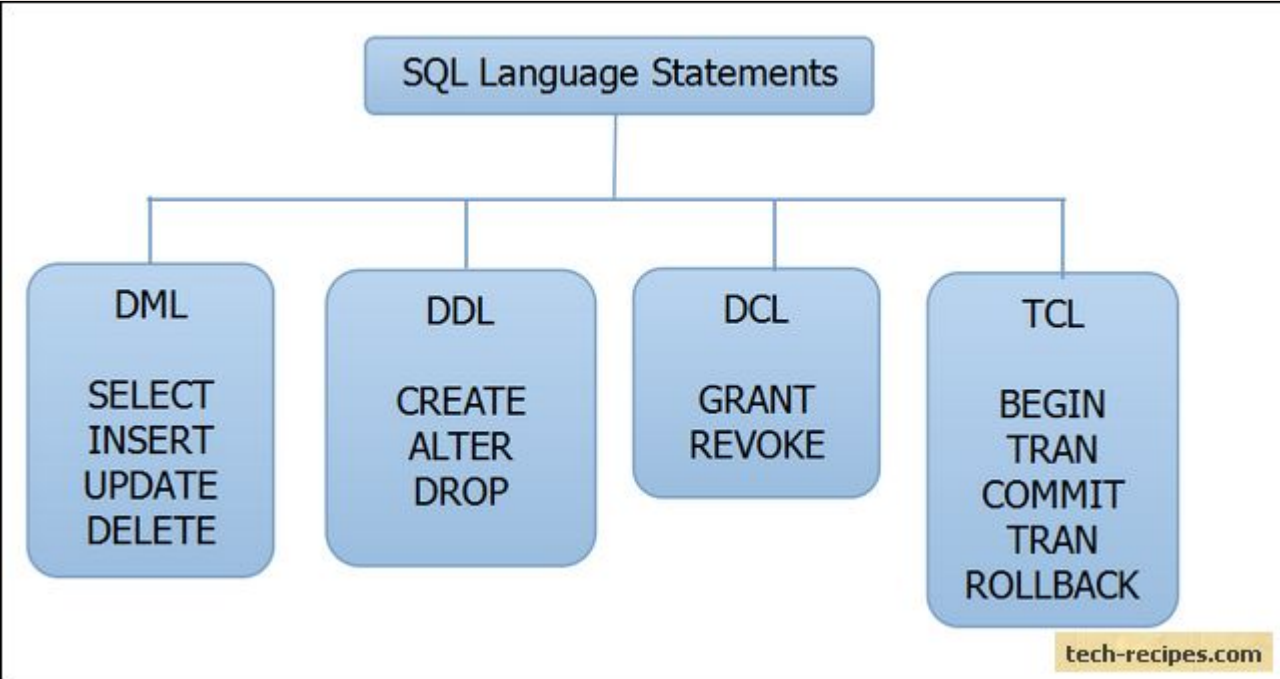 SQL Language Statements
DML
SELECT
INSERT
UPDATE
DELETE
DDL
CREATE
ALTER
DROP
DCL
GRANT
REVOKE
TCL
BEGIN
TRAN
COMMIT
TRAN
ROLLBACK
tech-recipes.com